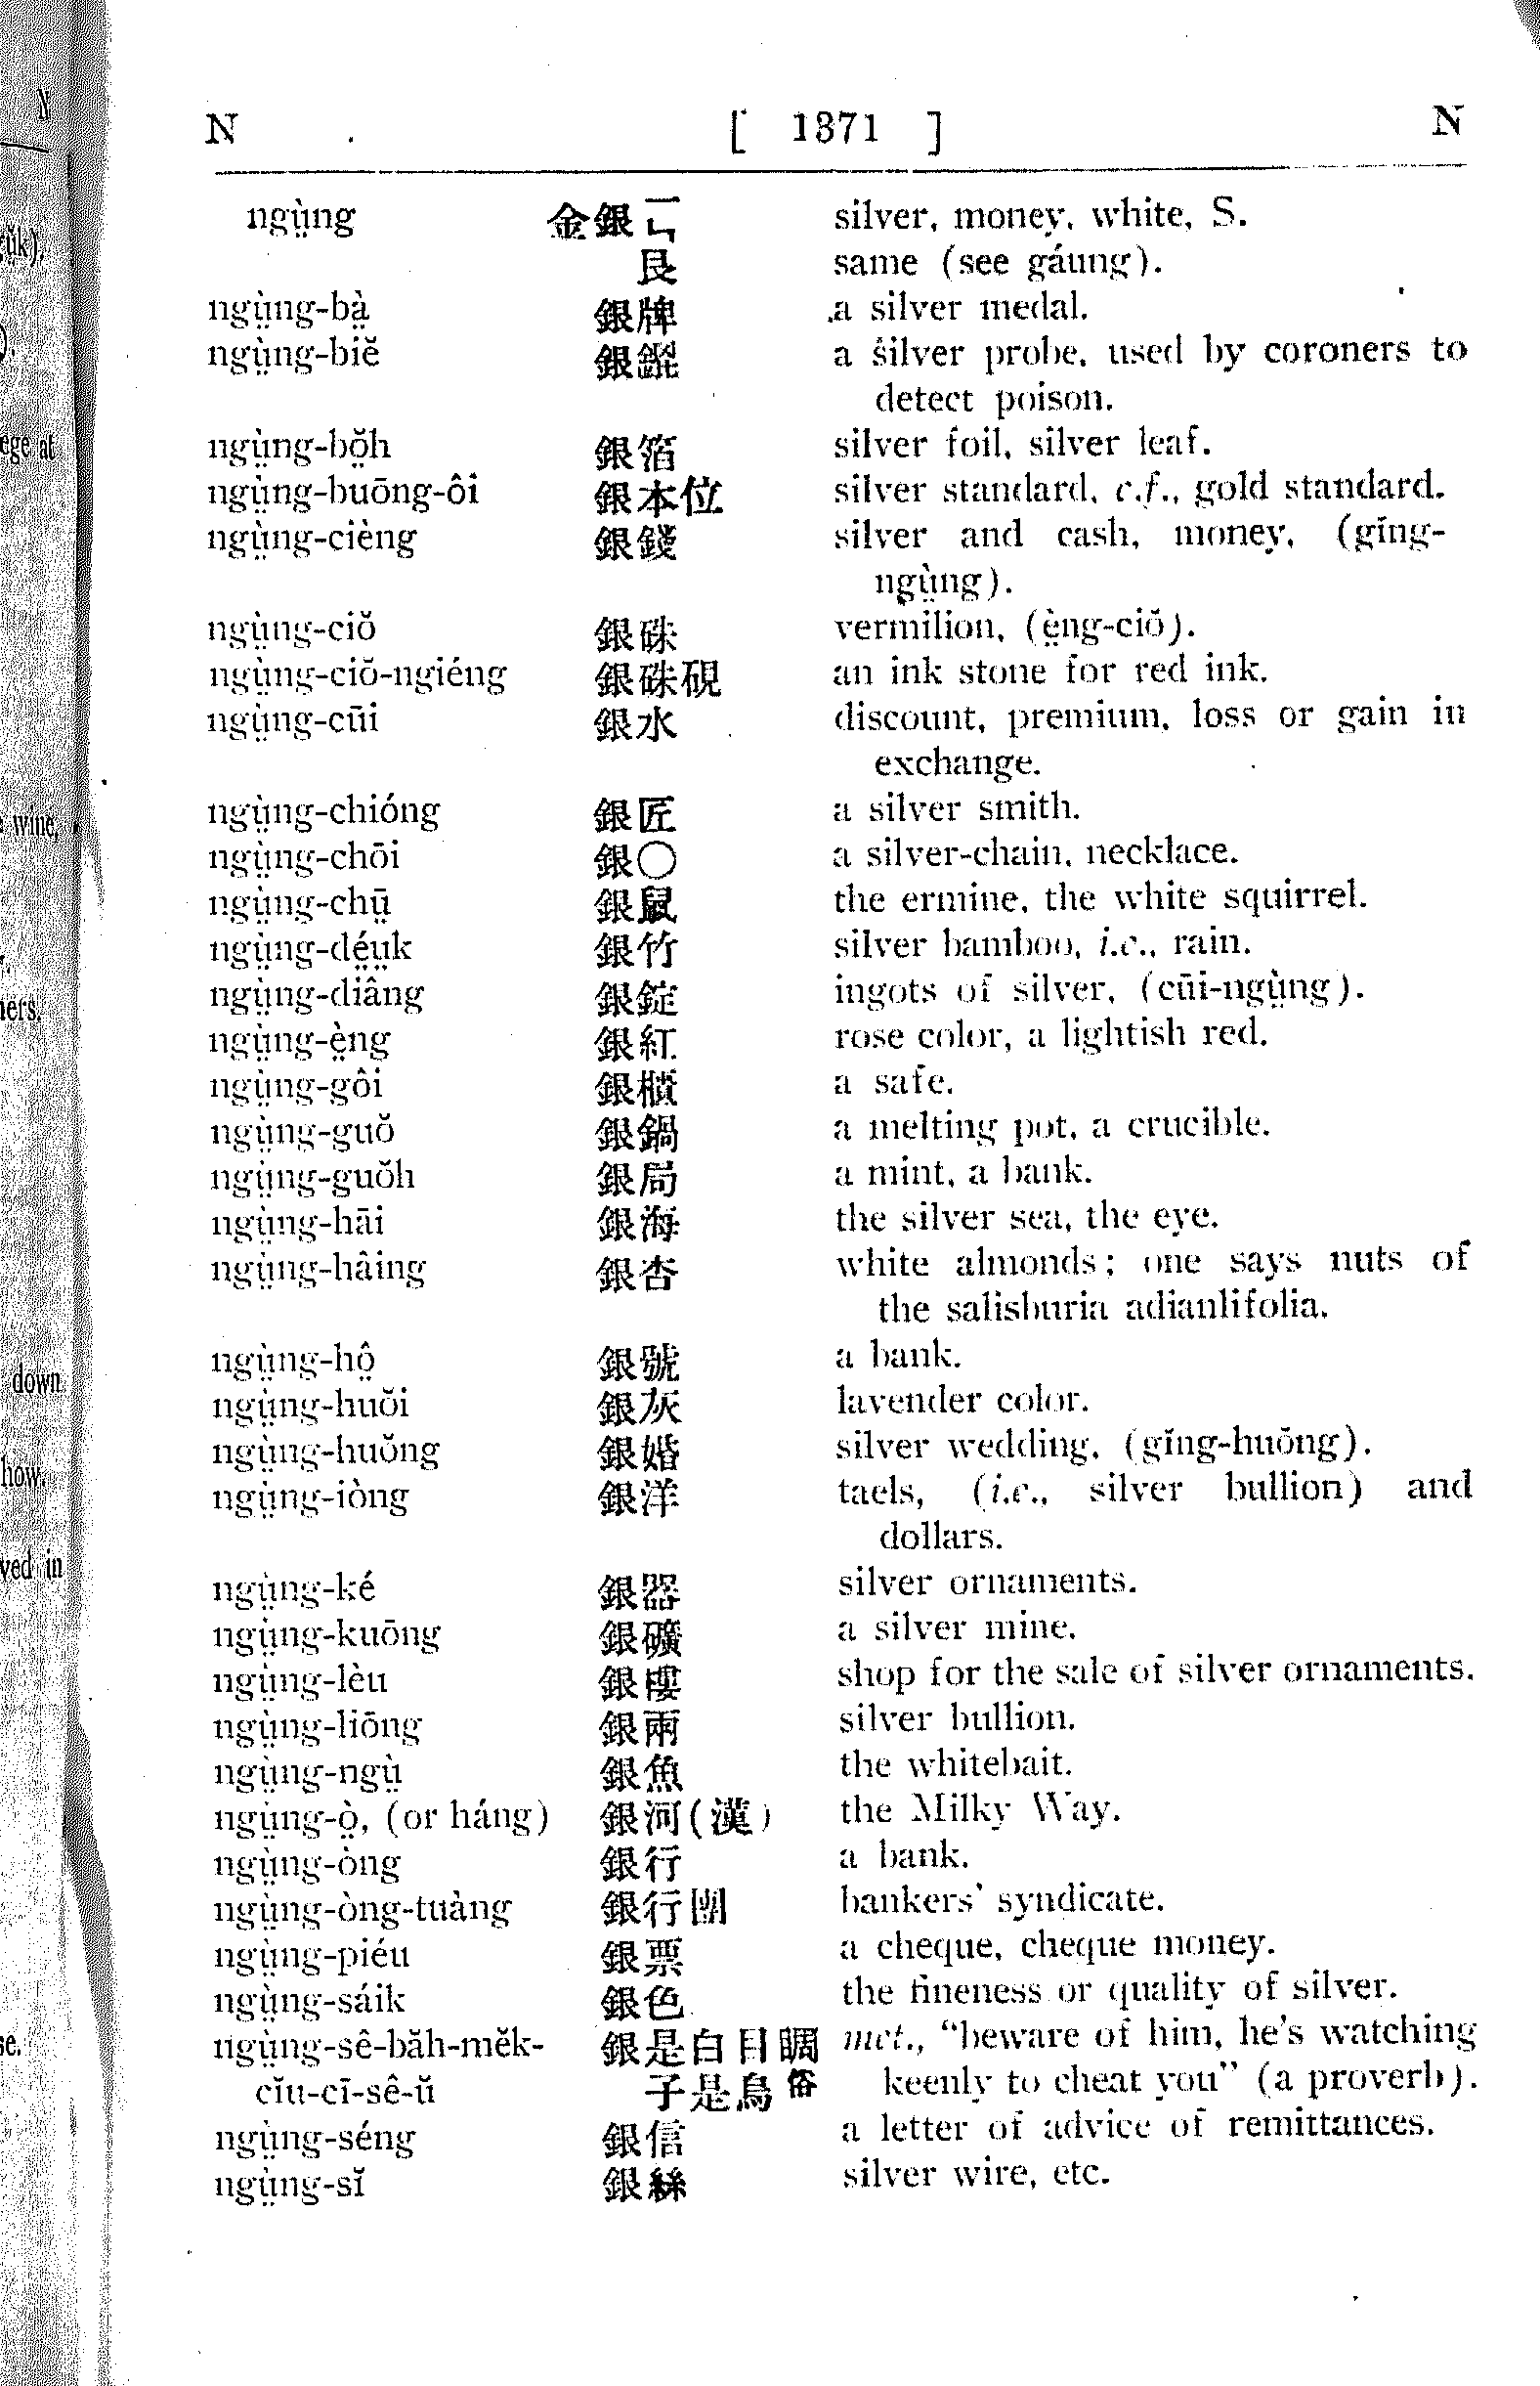 N [ 1871 ] N
ngṳ̀ng 金銀 silver, money, white, S.
艮 same (see gáung).
ngṳ̀ng-bà̤ 銀牌 a silver medal.
ngṳ̀ng-biĕ 銀 a silver probe, used by coroners to
detect poison.
ngṳ̀ng-bŏ̤h 銀箔 silver foil, silver leaf.
ngṳ̀ng-buōng-ôi 銀本位 silver standard, c.f., gold standard.
ngṳ̀ng-cièng 銀錢 silver and cash, money, (gĭng-
ngṳ̀ng).
ngṳ̀ng-ciŏ 銀硃 vermilion, (è̤ng-ciŏ).
ngṳ̀ng-ciŏ-ngiéng 銀硃硯 an ink stone for red ink.
ngṳ̀ng-cūi 銀水 discount, premium, loss or gain in
exchange.
ngṳ̀ng-chióng 銀匠 a silver smith.
ngṳ̀ng-chōi 銀〇 a silver-chain, necklace.
ngṳ̀ng-chṳ̄ 銀鼠 the ermine, the white squirrel.
ngṳ̀ng-dé̤ṳk 銀竹 silver bamboo, i.e., rain.
ngṳ̀ng-diâng 銀錠 ingots of silver, (cūi-ngṳ̀ng).
ngṳ̀ng-è̤ng 銀紅 rose color, a lightish red.
ngṳ̀ng-gôi 銀櫃 a safe.
ngṳ̀ng-guŏ 銀鍋 a melting pot, a crucible.
ngṳ̀ng-guŏh 銀局 a mint, a bank.
ngṳ̀ng-hāi 銀海 the silver sea, the eye.
ngṳ̀ng-hâing 銀杏 white almonds; one says nuts of
the salisburia adianlifolia.
ngṳ̀ng-hô̤ 銀號 a bank.
ngṳ̀ng-huŏi 銀灰 lavender color.
ngṳ̀ng-huŏng 銀婚 silver wedding, (gĭng-huŏng).
ngṳ̀ng-iòng 銀洋 taels, (i.e., silver bullion) and
dollars.
ngṳ̀ng-ké 銀器 silver ornaments.
ngṳ̀ng-kuōng 銀礦 a silver mine.
ngṳ̀ng-lèu 銀樓 shop for the sale of silver ornaments.
ngṳ̀ng-liōng 銀兩 silver bullion.
ngṳ̀ng-ngṳ̀ 銀魚 the whitebait.
ngṳ̀ng-ò̤, (or háng) 銀河(漢) the Milky Way.
ngṳ̀ng-òng 銀行 a bank.
ngṳ̀ng-òng-tuàng 銀行團 bankers' syndicate.
ngṳ̀ng-piéu 銀票 a cheque, cheque money.
ngṳ̀ng-sáik 銀色 the fineness or quality of silver.
ngṳ̀ng-sê-băh-mĕk- 銀是白目睭 met., "beware of him, he's watching
cĭu-cī-sê-ŭ 子是烏俗 keenly to cheat you" (a proverb).
ngṳ̀ng-séng 銀信 a letter of advice of remittances.
ngṳ̀ng-sĭ 銀絲 silver wire, etc.